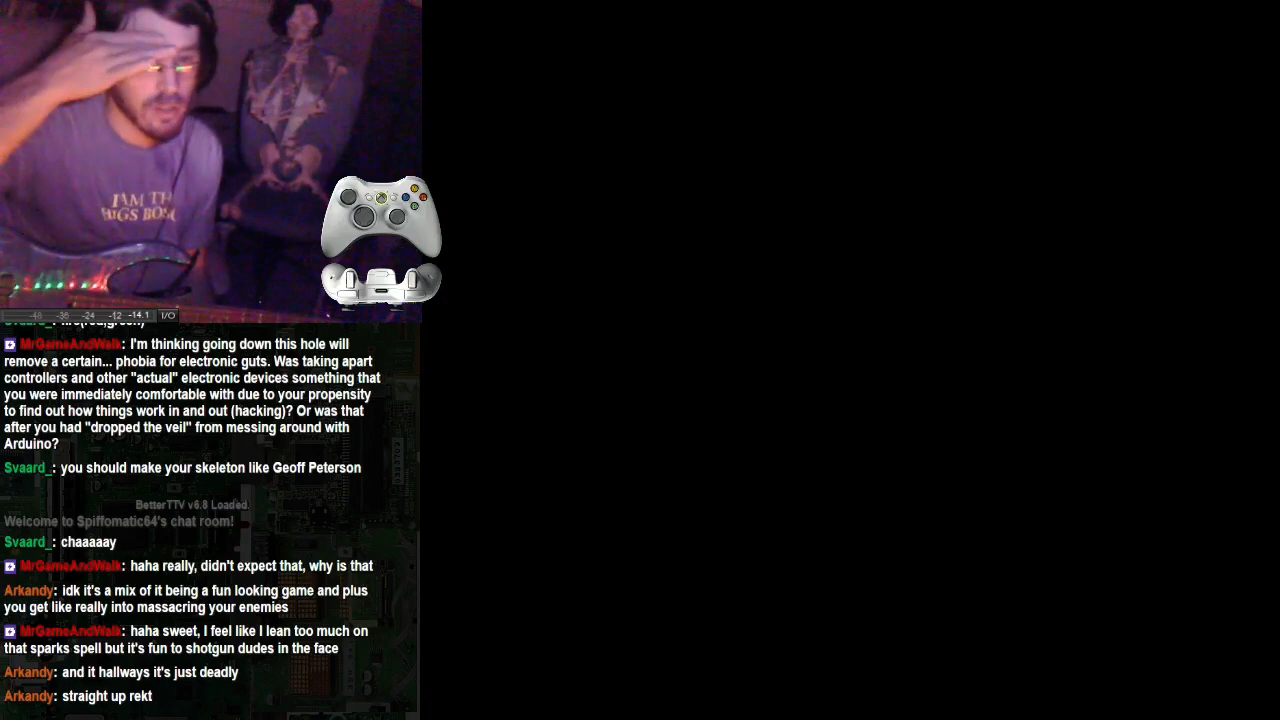 I AM TH
HIGS BOSO
-48 -36 -24 -12 -14.1 I/O
Svaard_:
MrGameAndWalk: I'm thinking going down this hole will
remove a certain... phobia for electronic guts. Was taking apart
controllers and other "actual" electronic devices something that
you were immediately comfortable with due to your propensity
to find out how things work in and out (hacking)? Or was that
after you had "dropped the veil" from messing around with
Arduino?
Svaard_: you should make your skeleton like Geoff Peterson
BetterTTV v6.8 Loaded.
Welcome to Spiffomatic64's chat room!
Svaard_: chaaaaay
MrGameAndWalk: haha really, didn't expect that, why is that
Arkandy: idk it's a mix of it being a fun looking game and plus
you get like really into massacring your enemies
MrGameAndWalk: haha sweet, I feel like I lean too much on
that sparks spell but it's fun to shotgun dudes in the face
Arkandy: and it hallways it's just deadly
Arkandy: straight up rekt